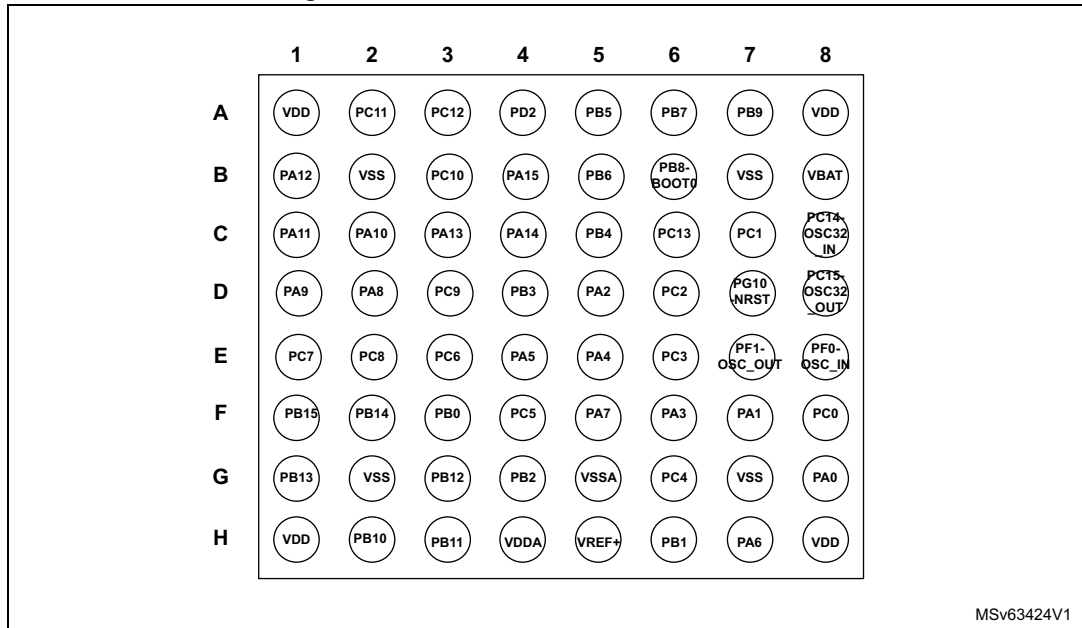 1 2 3 4 5 6 7 8
A VDD PC11 PC12 PD2 PB5 PB7 PB9 VDD
B PA12 VSS PC10 PA15 PB6 PB8-BOOT0 VSS VBAT
C PA11 PA10 PA13 PA14 PB4 PC13 PC1 PC14-OSC32_IN
D PA9 PA8 PC9 PB3 PA2 PC2 PG10-NRST PC15-OSC32_OUT
E PC7 PC8 PC6 PA5 PA4 PC3 PF1-OSC_OUT PF0-OSC_IN
F PB15 PB14 PB0 PC5 PA7 PA3 PA1 PC0
G PB13 VSS PB12 PB2 VSSA PC4 VSS PA0
H VDD PB10 PB11 VDDA VREF+ PB1 PA6 VDD
MSv63424V1